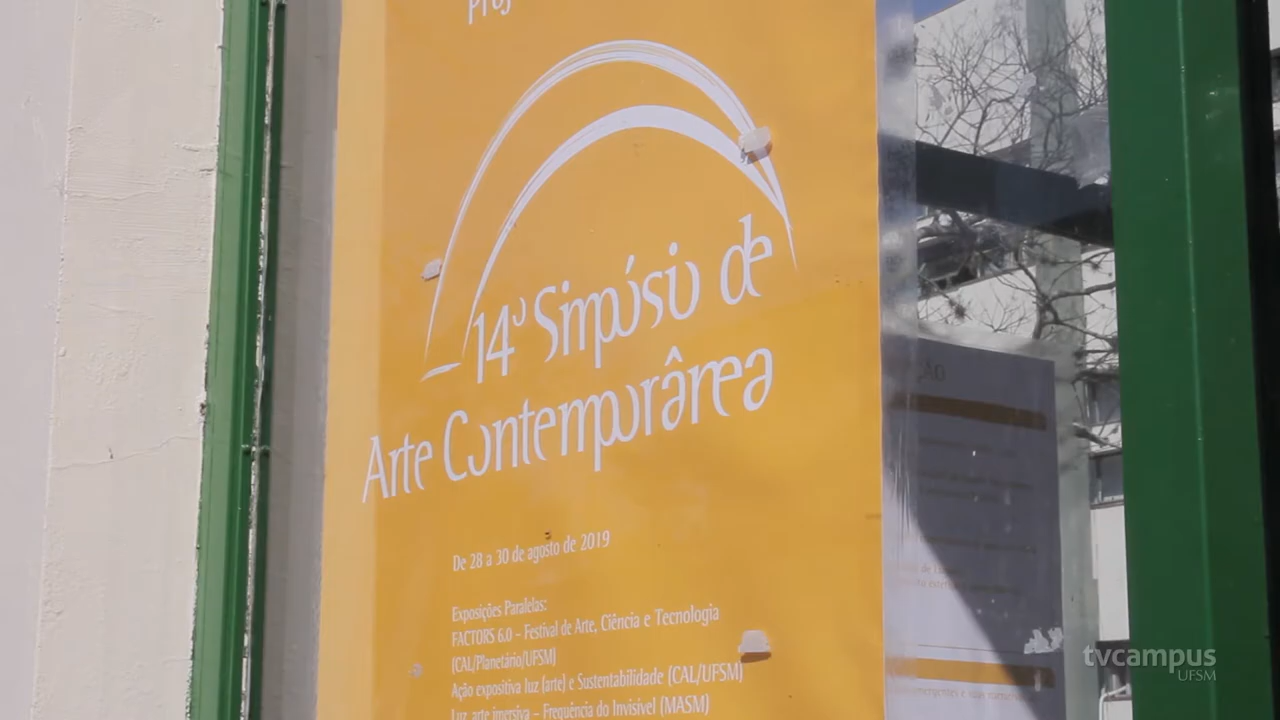 14º Simpósio de
Arte Contemporânea
De 28 a 30 de agosto de 2019
Exposições Paralelas:
FACTORS 6.0 - Festival de Arte, Ciência e Tecnologia
(CAL/Planetário/UFSM)
Ação expositiva luz (arte) e Sustentabilidade (CAL/UFSM)
Luz, arte imersiva - Frequência do Invisível (MASM)
tvcampus
UFSM